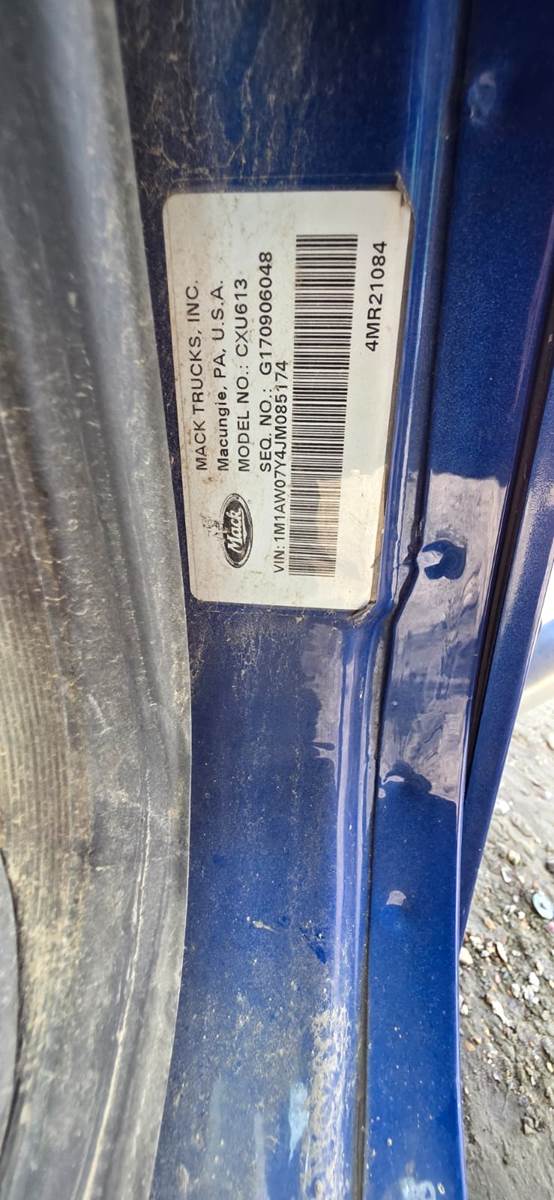 MACK TRUCKS, INC.
Macungie, PA, U.S.A.
MODEL NO.: CXU613
SEQ. NO.: G170906048
Mack
VIN: 1M1AW07Y4JM085174
4MR21084